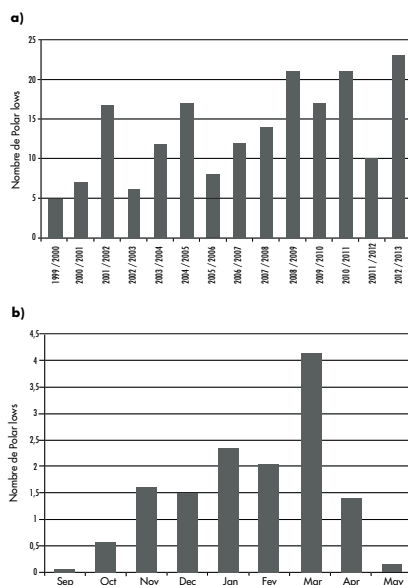 a)
Nombre de Polar lows
25
20
15
10
5
0
1999 / 2000
2000 / 2001
2001 / 2002
2002 / 2003
2003 / 2004
2004 / 2005
2005 / 2006
2006 / 2007
2007 / 2008
2008 / 2009
2009 / 2010
2010 / 2011
20011 / 2012
2012 / 2013
b)
Nombre de Polar lows
4,5
4
3,5
3
2,5
2
1,5
1
0,5
0
Sep Oct Nov Dec Jan Fev Mar Apr May